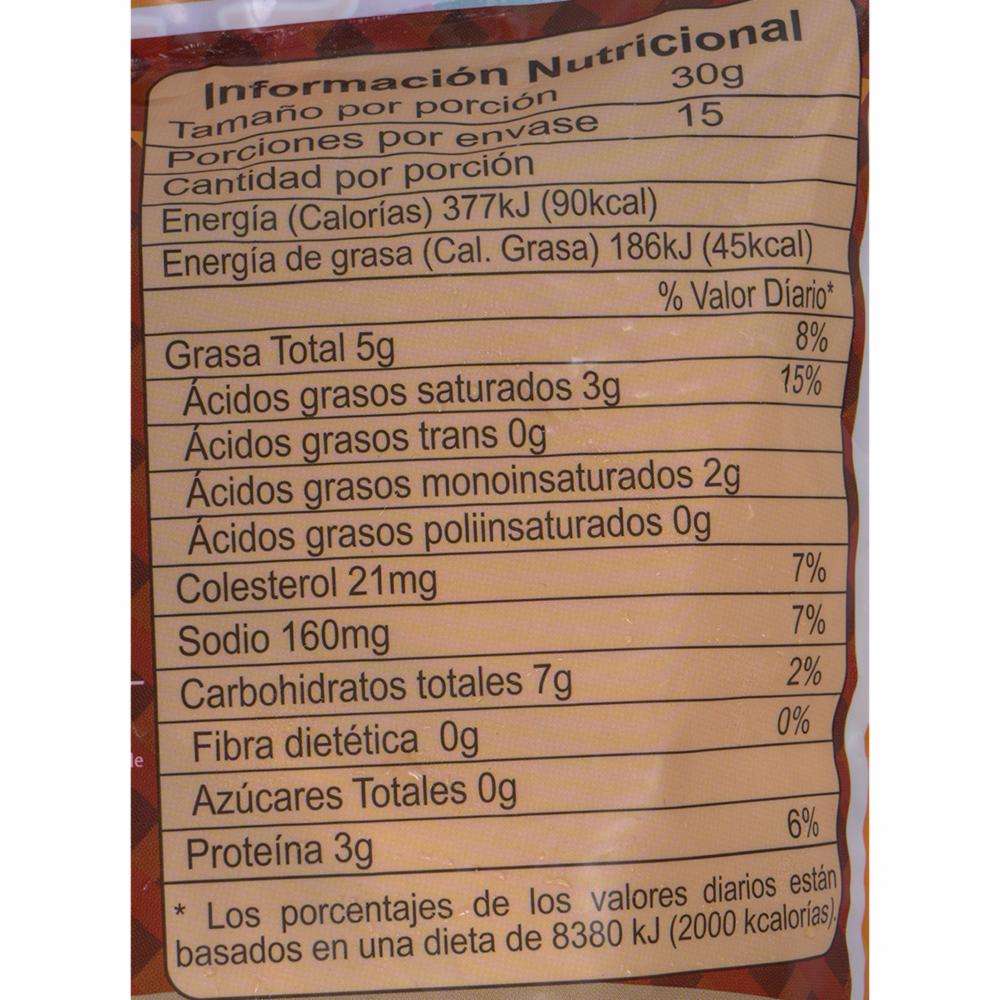 Información Nutricional
Tamaño por porción 30g
Porciones por envase 15
Cantidad por porción
Energía (Calorías) 377kJ (90kcal)
Energía de grasa (Cal. Grasa) 186kJ (45kcal)
% Valor Díario*
Grasa Total 5g 8%
Ácidos grasos saturados 3g 15%
Ácidos grasos trans 0g
Ácidos grasos monoinsaturados 2g
Ácidos grasos poliinsaturados 0g
Colesterol 21mg 7%
Sodio 160mg 7%
Carbohidratos totales 7g 2%
Fibra dietética 0g 0%
Azúcares Totales 0g
Proteína 3g 6%
* Los porcentajes de los valores diarios están
basados en una dieta de 8380 kJ (2000 kcalorías).